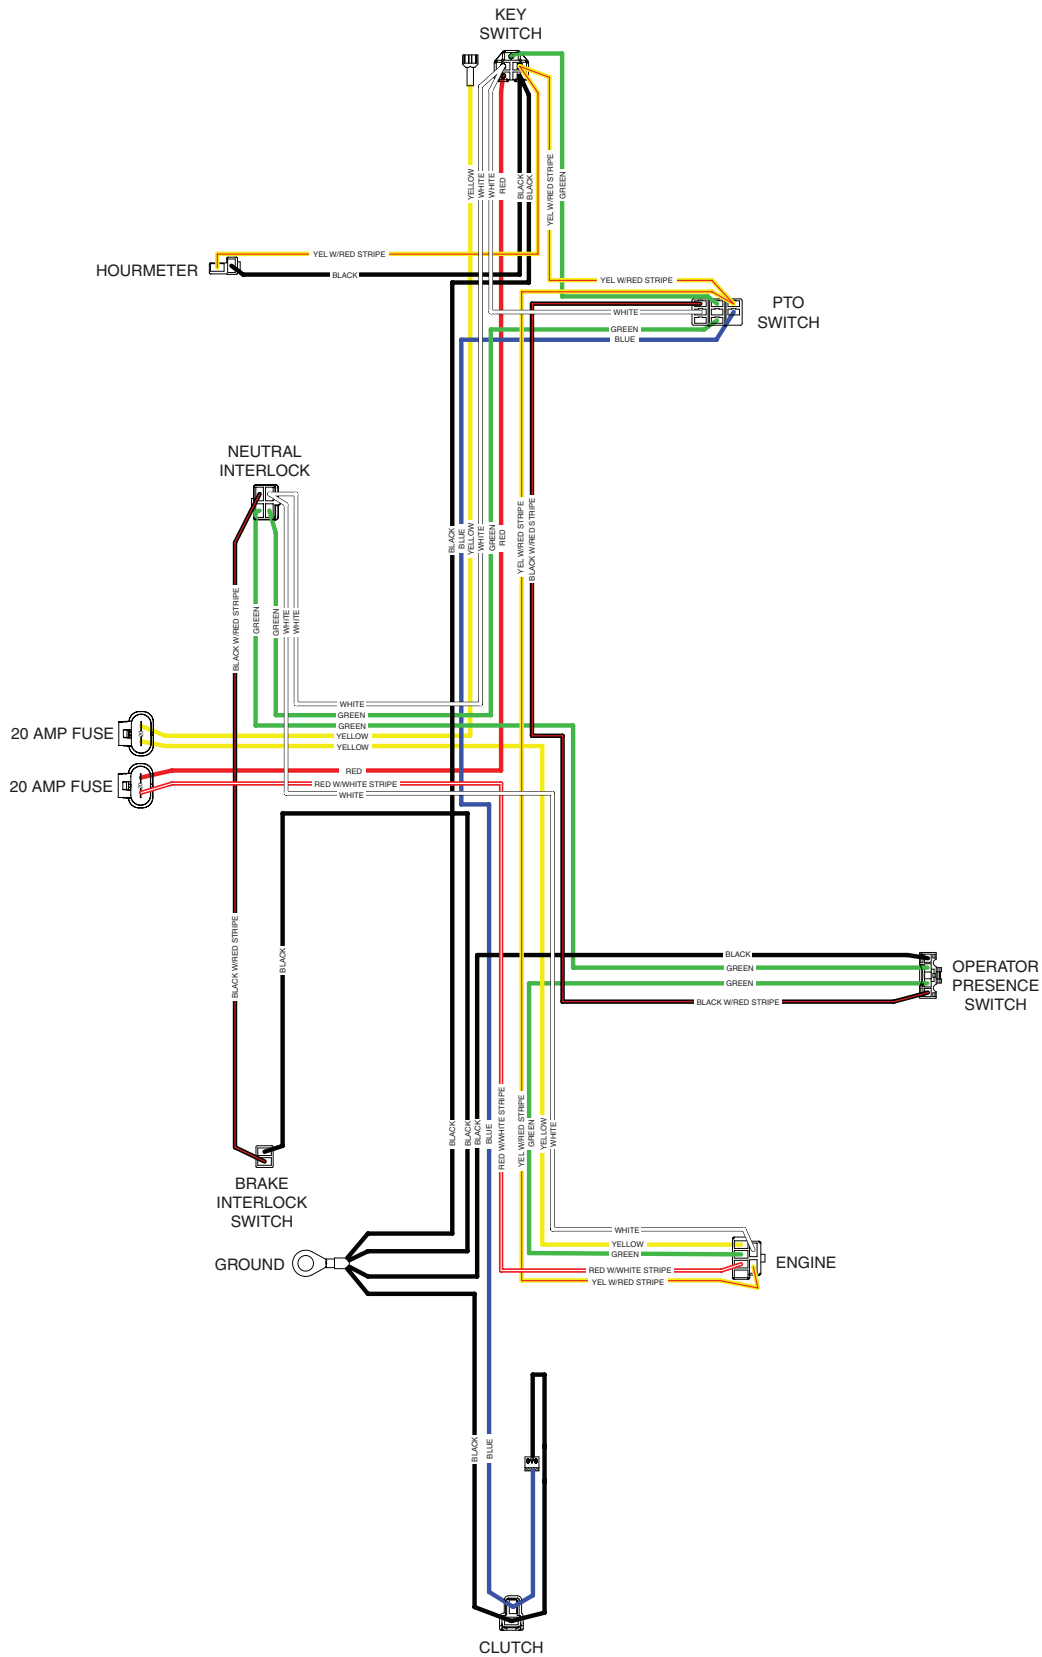 KEY
SWITCH
YELLOW
WHITE
WHITE
RED
BLACK
BLACK
YEL W/RED STRIPE
GREEN
YEL W/RED STRIPE
HOURMETER
BLACK
YEL W/RED STRIPE
PTO
SWITCH
WHITE
GREEN
BLUE
NEUTRAL
INTERLOCK
BLACK
BLUE
YELLOW
WHITE
GREEN
RED
YEL W/RED STRIPE
BLACK W/RED STRIPE
BLACK W/RED STRIPE
GREEN
GREEN
WHITE
WHITE
WHITE
GREEN
GREEN
20 AMP FUSE
YELLOW
YELLOW
RED
20 AMP FUSE
RED W/WHITE STRIPE
WHITE
BLACK W/RED STRIPE
BLACK
BLACK
GREEN
GREEN
BLACK W/RED STRIPE
OPERATOR
PRESENCE
SWITCH
BLACK
BLACK
BLACK
BLUE
RED W/WHITE STRIPE
YEL W/RED STRIPE
GREEN
YELLOW
WHITE
BRAKE
INTERLOCK
SWITCH
WHITE
YELLOW
GREEN
RED W/WHITE STRIPE
YEL W/RED STRIPE
ENGINE
GROUND
BLACK
BLUE
CLUTCH